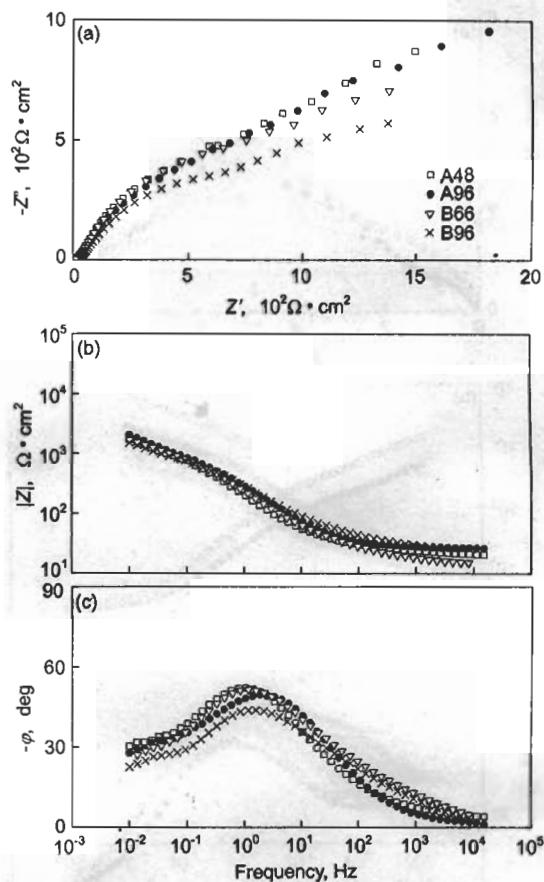 (a)
10
5
0
-Z", 10²Ω•cm²
□ A48
● A96
▽ B66
× B96
0 5 10 15 20
Z′, 10²Ω•cm²
(b)
10⁵
10⁴
10³
10²
10¹
|Z|, Ω•cm²
(c)
90
60
30
0
-φ, deg
10⁻³ 10⁻² 10⁻¹ 10⁰ 10¹ 10² 10³ 10⁴ 10⁵
Frequency, Hz